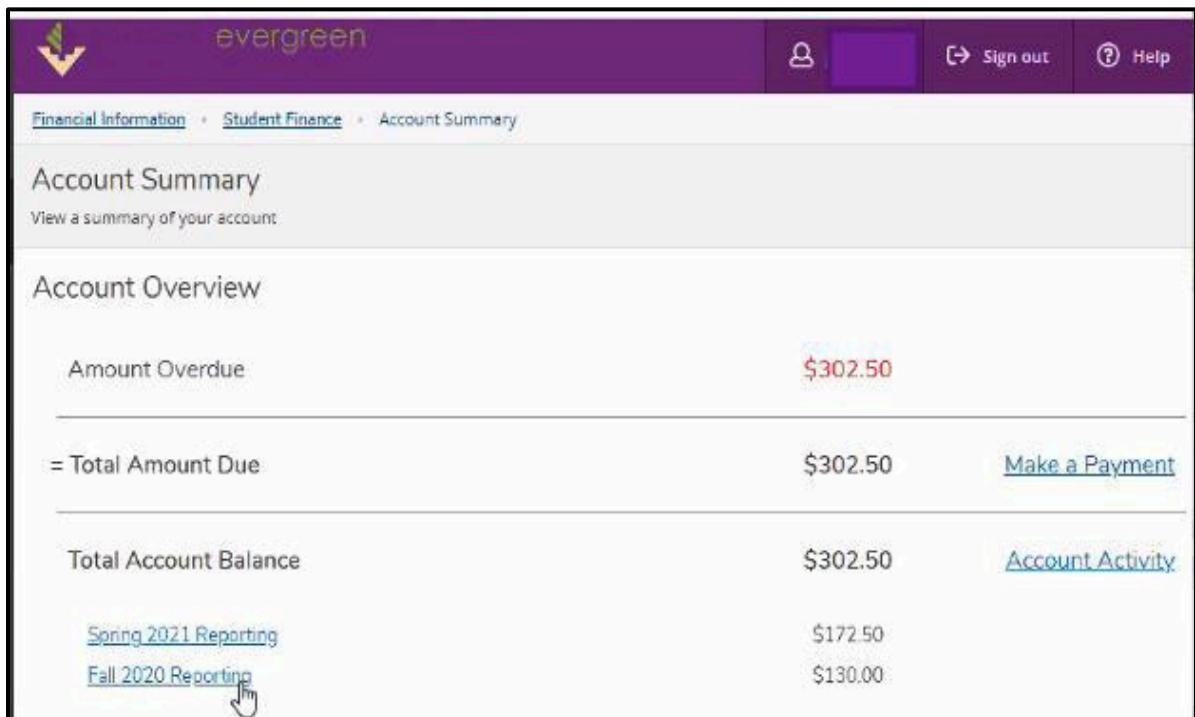 evergreen
Sign out
Help
Financial Information · Student Finance · Account Summary
Account Summary
View a summary of your account
Account Overview
Amount Overdue $302.50
= Total Amount Due $302.50 Make a Payment
Total Account Balance $302.50 Account Activity
Spring 2021 Reporting $172.50
Fall 2020 Reporting $130.00